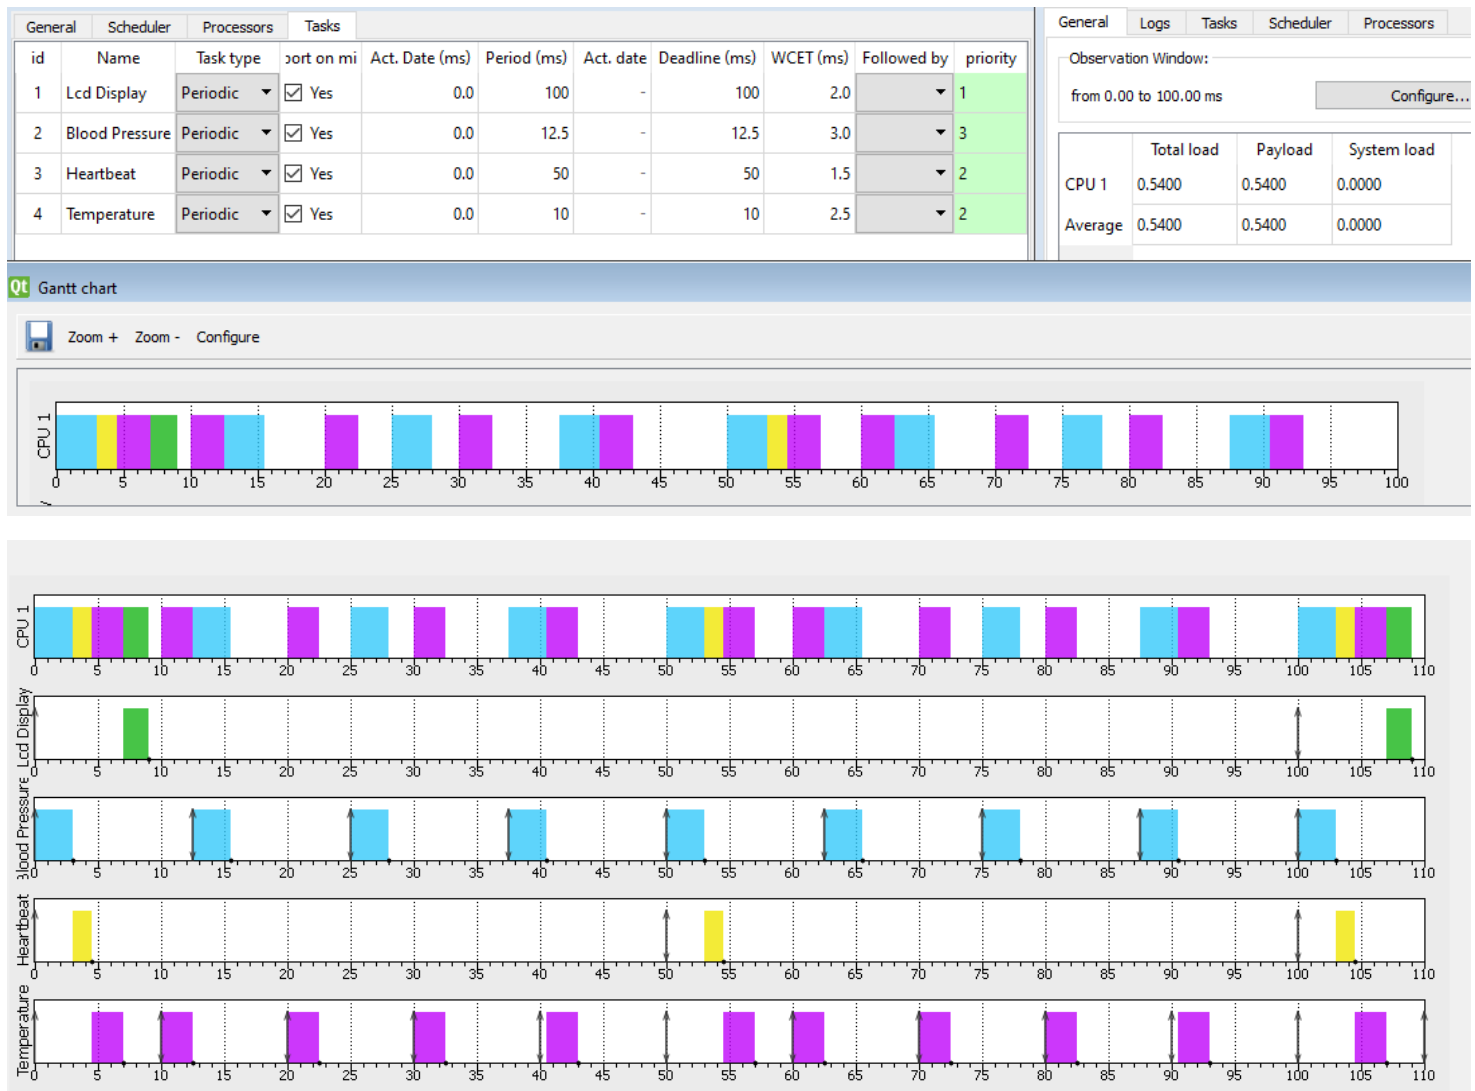 General Scheduler Processors Tasks
id Name Task type port on mi Act. Date (ms) Period (ms) Act. date Deadline (ms) WCET (ms) Followed by priority
1 Lcd Display Periodic Yes 0.0 100 - 100 2.0 1
2 Blood Pressure Periodic Yes 0.0 12.5 - 12.5 3.0 3
3 Heartbeat Periodic Yes 0.0 50 - 50 1.5 2
4 Temperature Periodic Yes 0.0 10 - 10 2.5 2
General Logs Tasks Scheduler Processors
Observation Window:
from 0.00 to 100.00 ms Configure...
Total load Payload System load
CPU 1 0.5400 0.5400 0.0000
Average 0.5400 0.5400 0.0000
Qt Gantt chart
Zoom + Zoom - Configure
CPU 1
0 5 10 15 20 25 30 35 40 45 50 55 60 65 70 75 80 85 90 95 100
CPU 1
0 5 10 15 20 25 30 35 40 45 50 55 60 65 70 75 80 85 90 95 100 105 110
Lcd Display
0 5 10 15 20 25 30 35 40 45 50 55 60 65 70 75 80 85 90 95 100 105 110
Blood Pressure
0 5 10 15 20 25 30 35 40 45 50 55 60 65 70 75 80 85 90 95 100 105 110
Heartbeat
0 5 10 15 20 25 30 35 40 45 50 55 60 65 70 75 80 85 90 95 100 105 110
Temperature
0 5 10 15 20 25 30 35 40 45 50 55 60 65 70 75 80 85 90 95 100 105 110